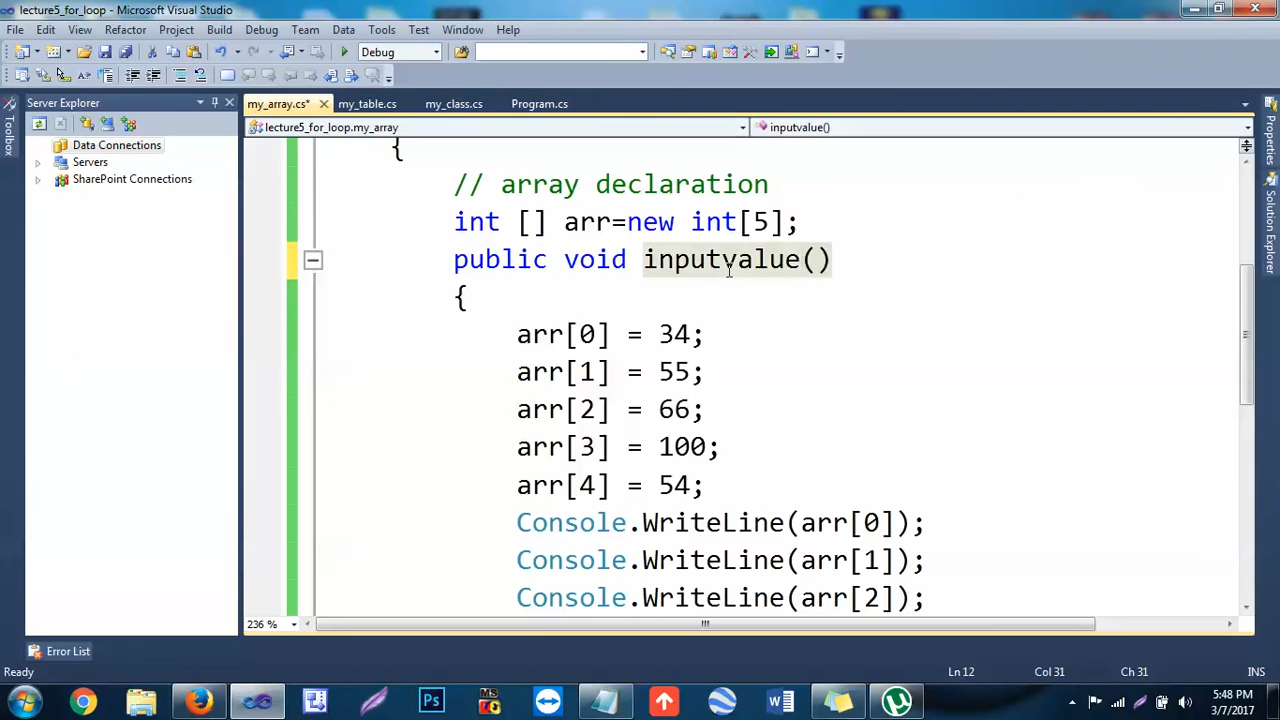 lecture5_for_loop - Microsoft Visual Studio
File Edit View Refactor Project Build Debug Team Data Tools Test Window Help
Debug
Server Explorer
my_array.cs* my_table.cs my_class.cs Program.cs
lecture5_for_loop.my_array inputvalue()
Data Connections
Servers
SharePoint Connections
Toolbox
Properties
Solution Explorer
{
// array declaration
int [] arr=new int[5];
public void inputvalue()
{
arr[0] = 34;
arr[1] = 55;
arr[2] = 66;
arr[3] = 100;
arr[4] = 54;
Console.WriteLine(arr[0]);
Console.WriteLine(arr[1]);
Console.WriteLine(arr[2]);
236 %
Error List
Ready Ln 12 Col 31 Ch 31 INS
Ps
MS
W
5:48 PM
3/7/2017